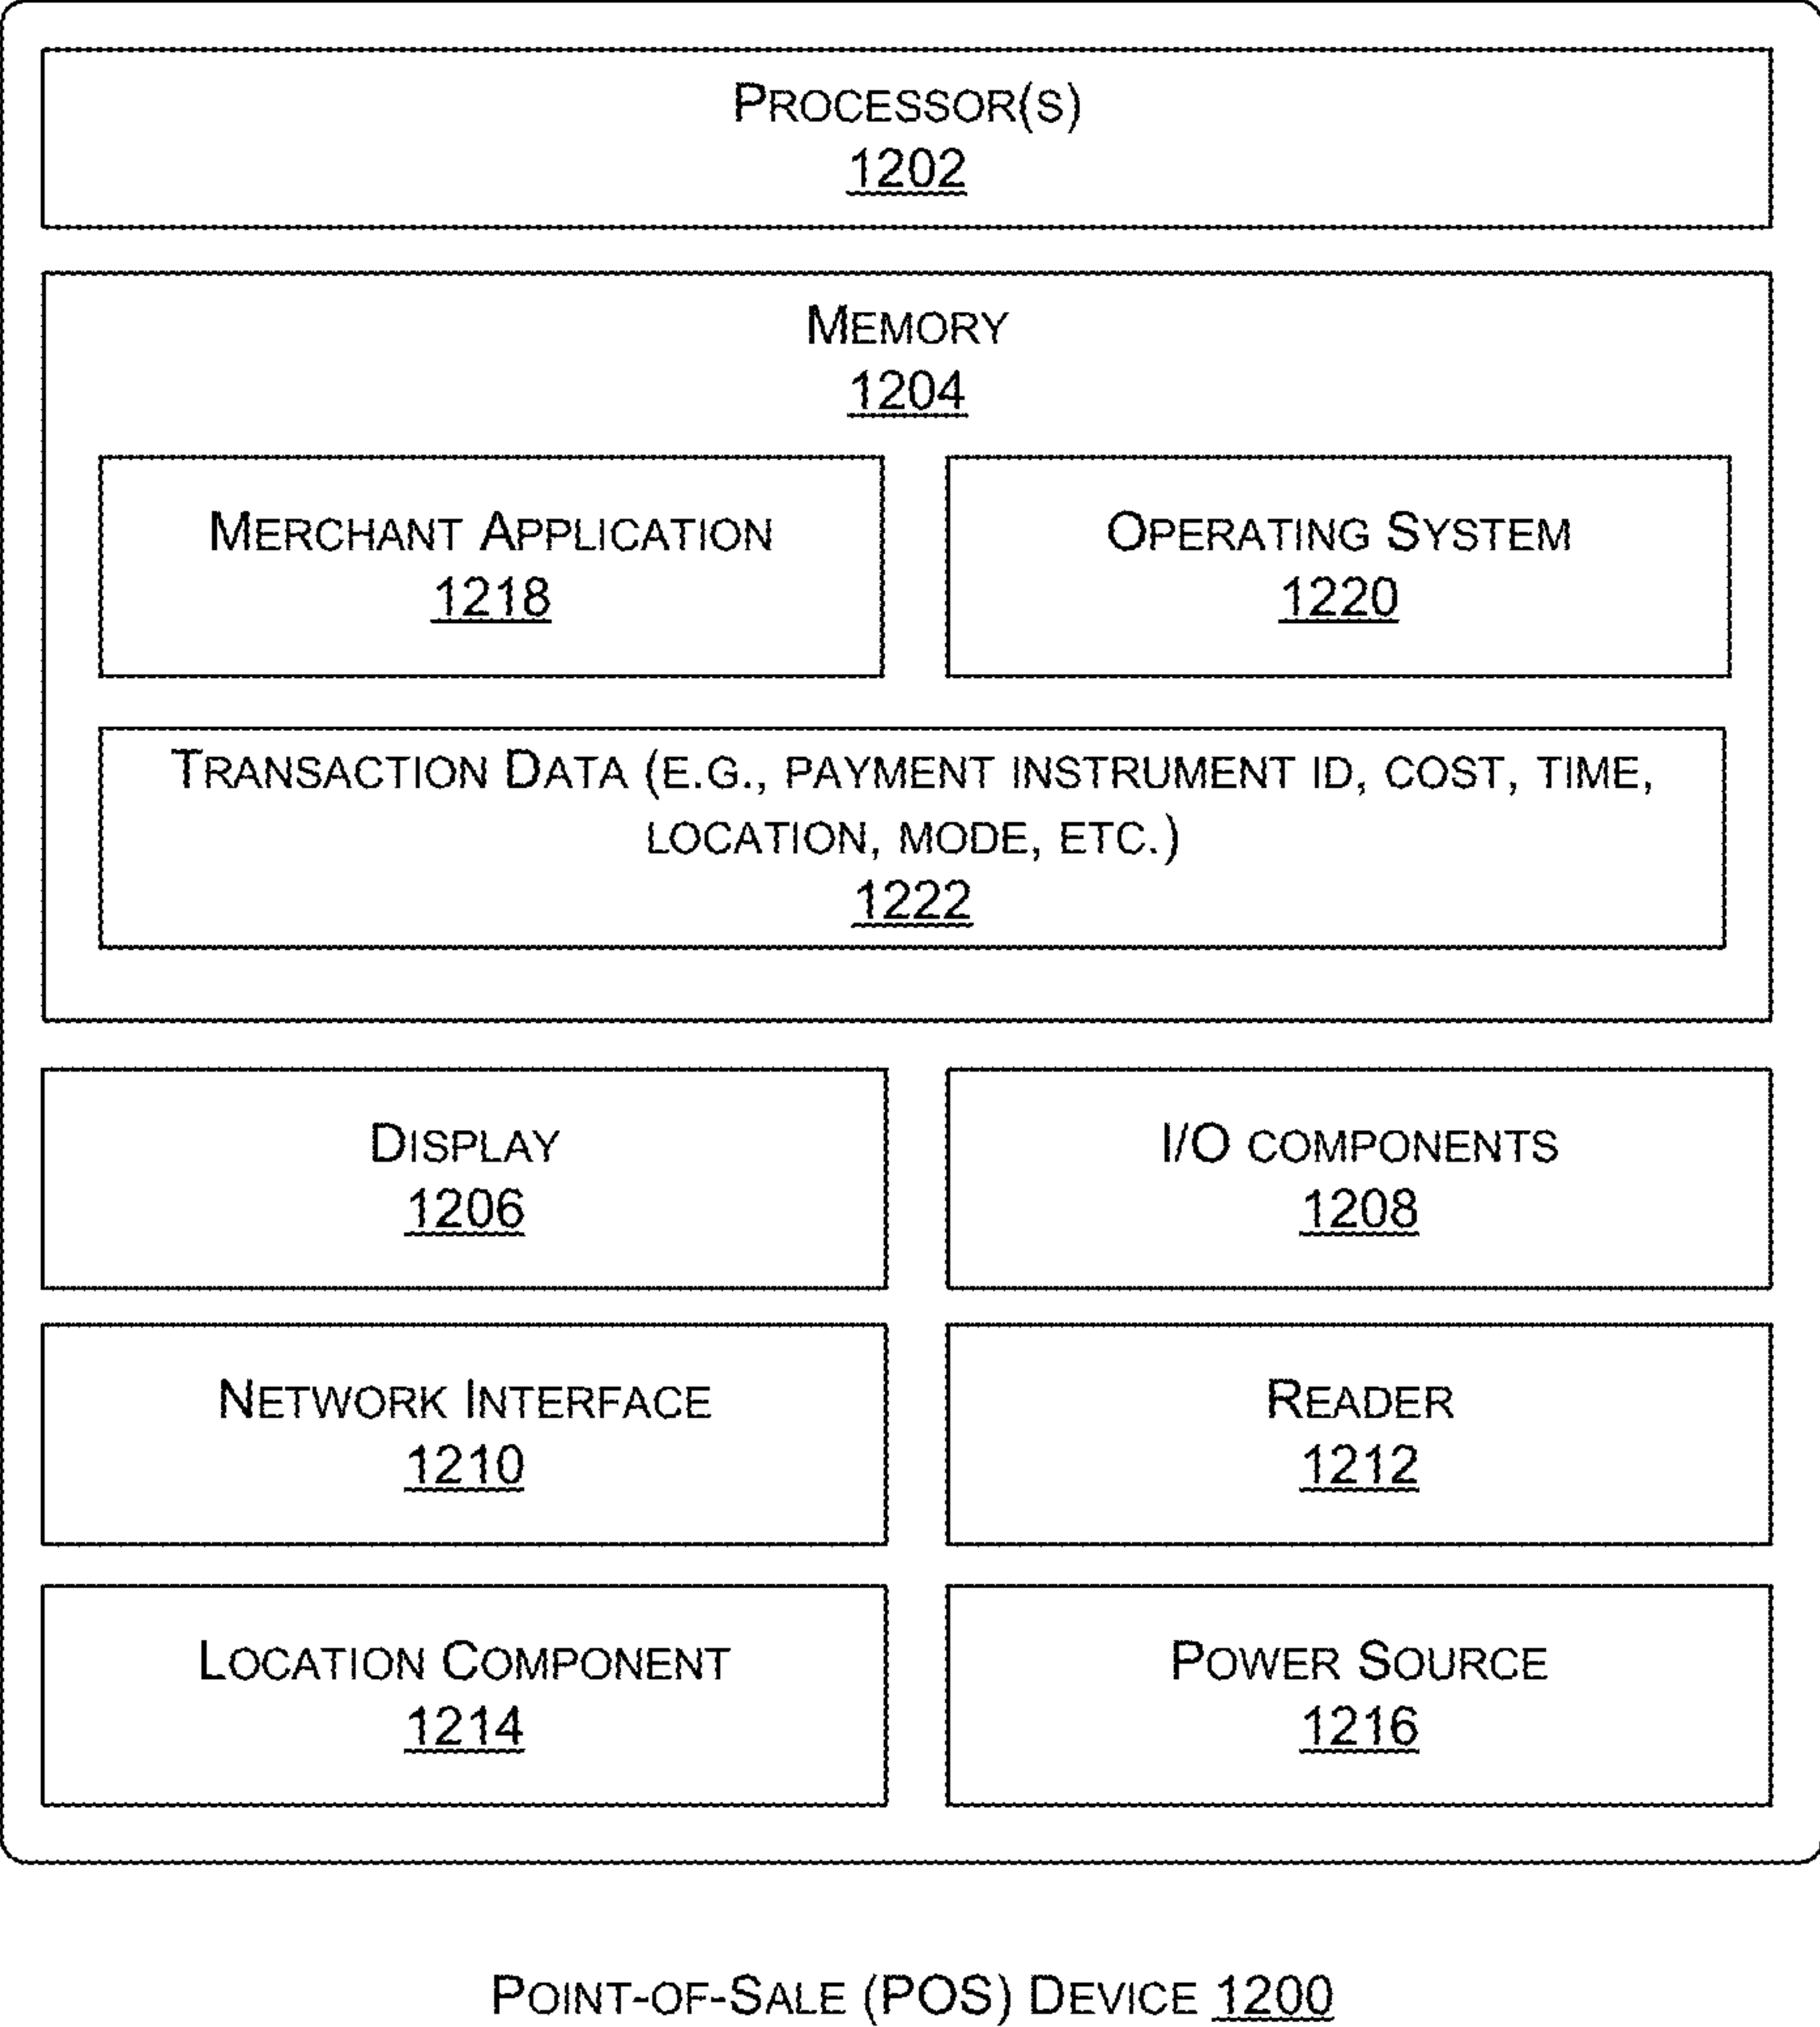 PROCESSOR(S)
1202
MEMORY
1204
MERCHANT APPLICATION
1218
OPERATING SYSTEM
1220
TRANSACTION DATA (E.G., PAYMENT INSTRUMENT ID, COST, TIME,
LOCATION, MODE, ETC.)
1222
DISPLAY
1206
I/O COMPONENTS
1208
NETWORK INTERFACE
1210
READER
1212
LOCATION COMPONENT
1214
POWER SOURCE
1216
POINT-OF-SALE (POS) DEVICE 1200